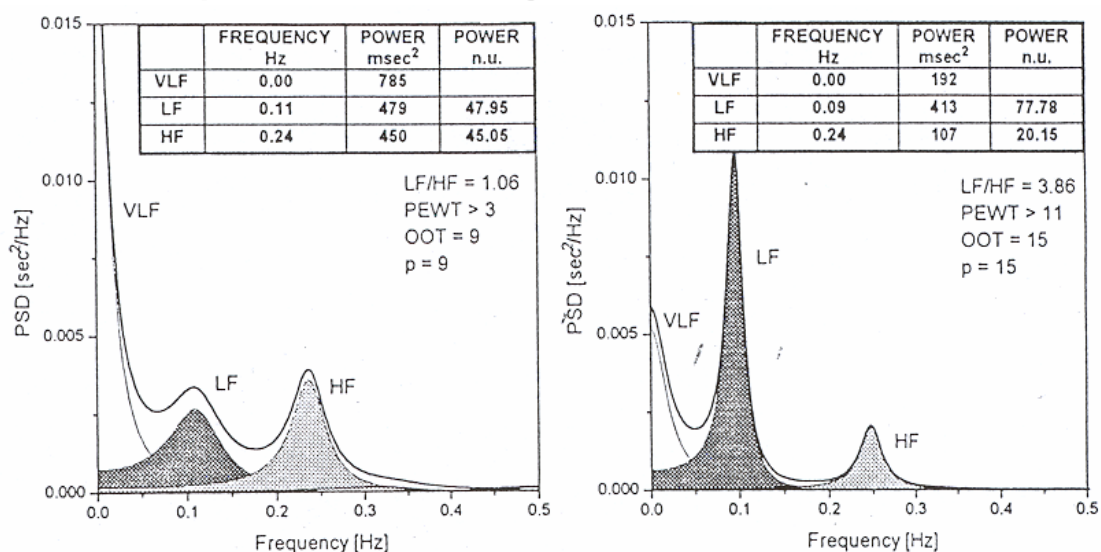 0.015
FREQUENCY Hz POWER msec² POWER n.u.
VLF 0.00 785
LF 0.11 479 47.95
HF 0.24 450 45.05
0.010
VLF
LF/HF = 1.06
PEWT > 3
OOT = 9
p = 9
PSD [sec²/Hz]
0.005
LF
HF
0.000
0.0 0.1 0.2 0.3 0.4 0.5
Frequency [Hz]
0.015
FREQUENCY Hz POWER msec² POWER n.u.
VLF 0.00 192
LF 0.09 413 77.78
HF 0.24 107 20.15
0.010
LF/HF = 3.86
PEWT > 11
OOT = 15
p = 15
LF
PSD [sec²/Hz]
0.005
VLF
HF
0.000
0.0 0.1 0.2 0.3 0.4 0.5
Frequency [Hz]